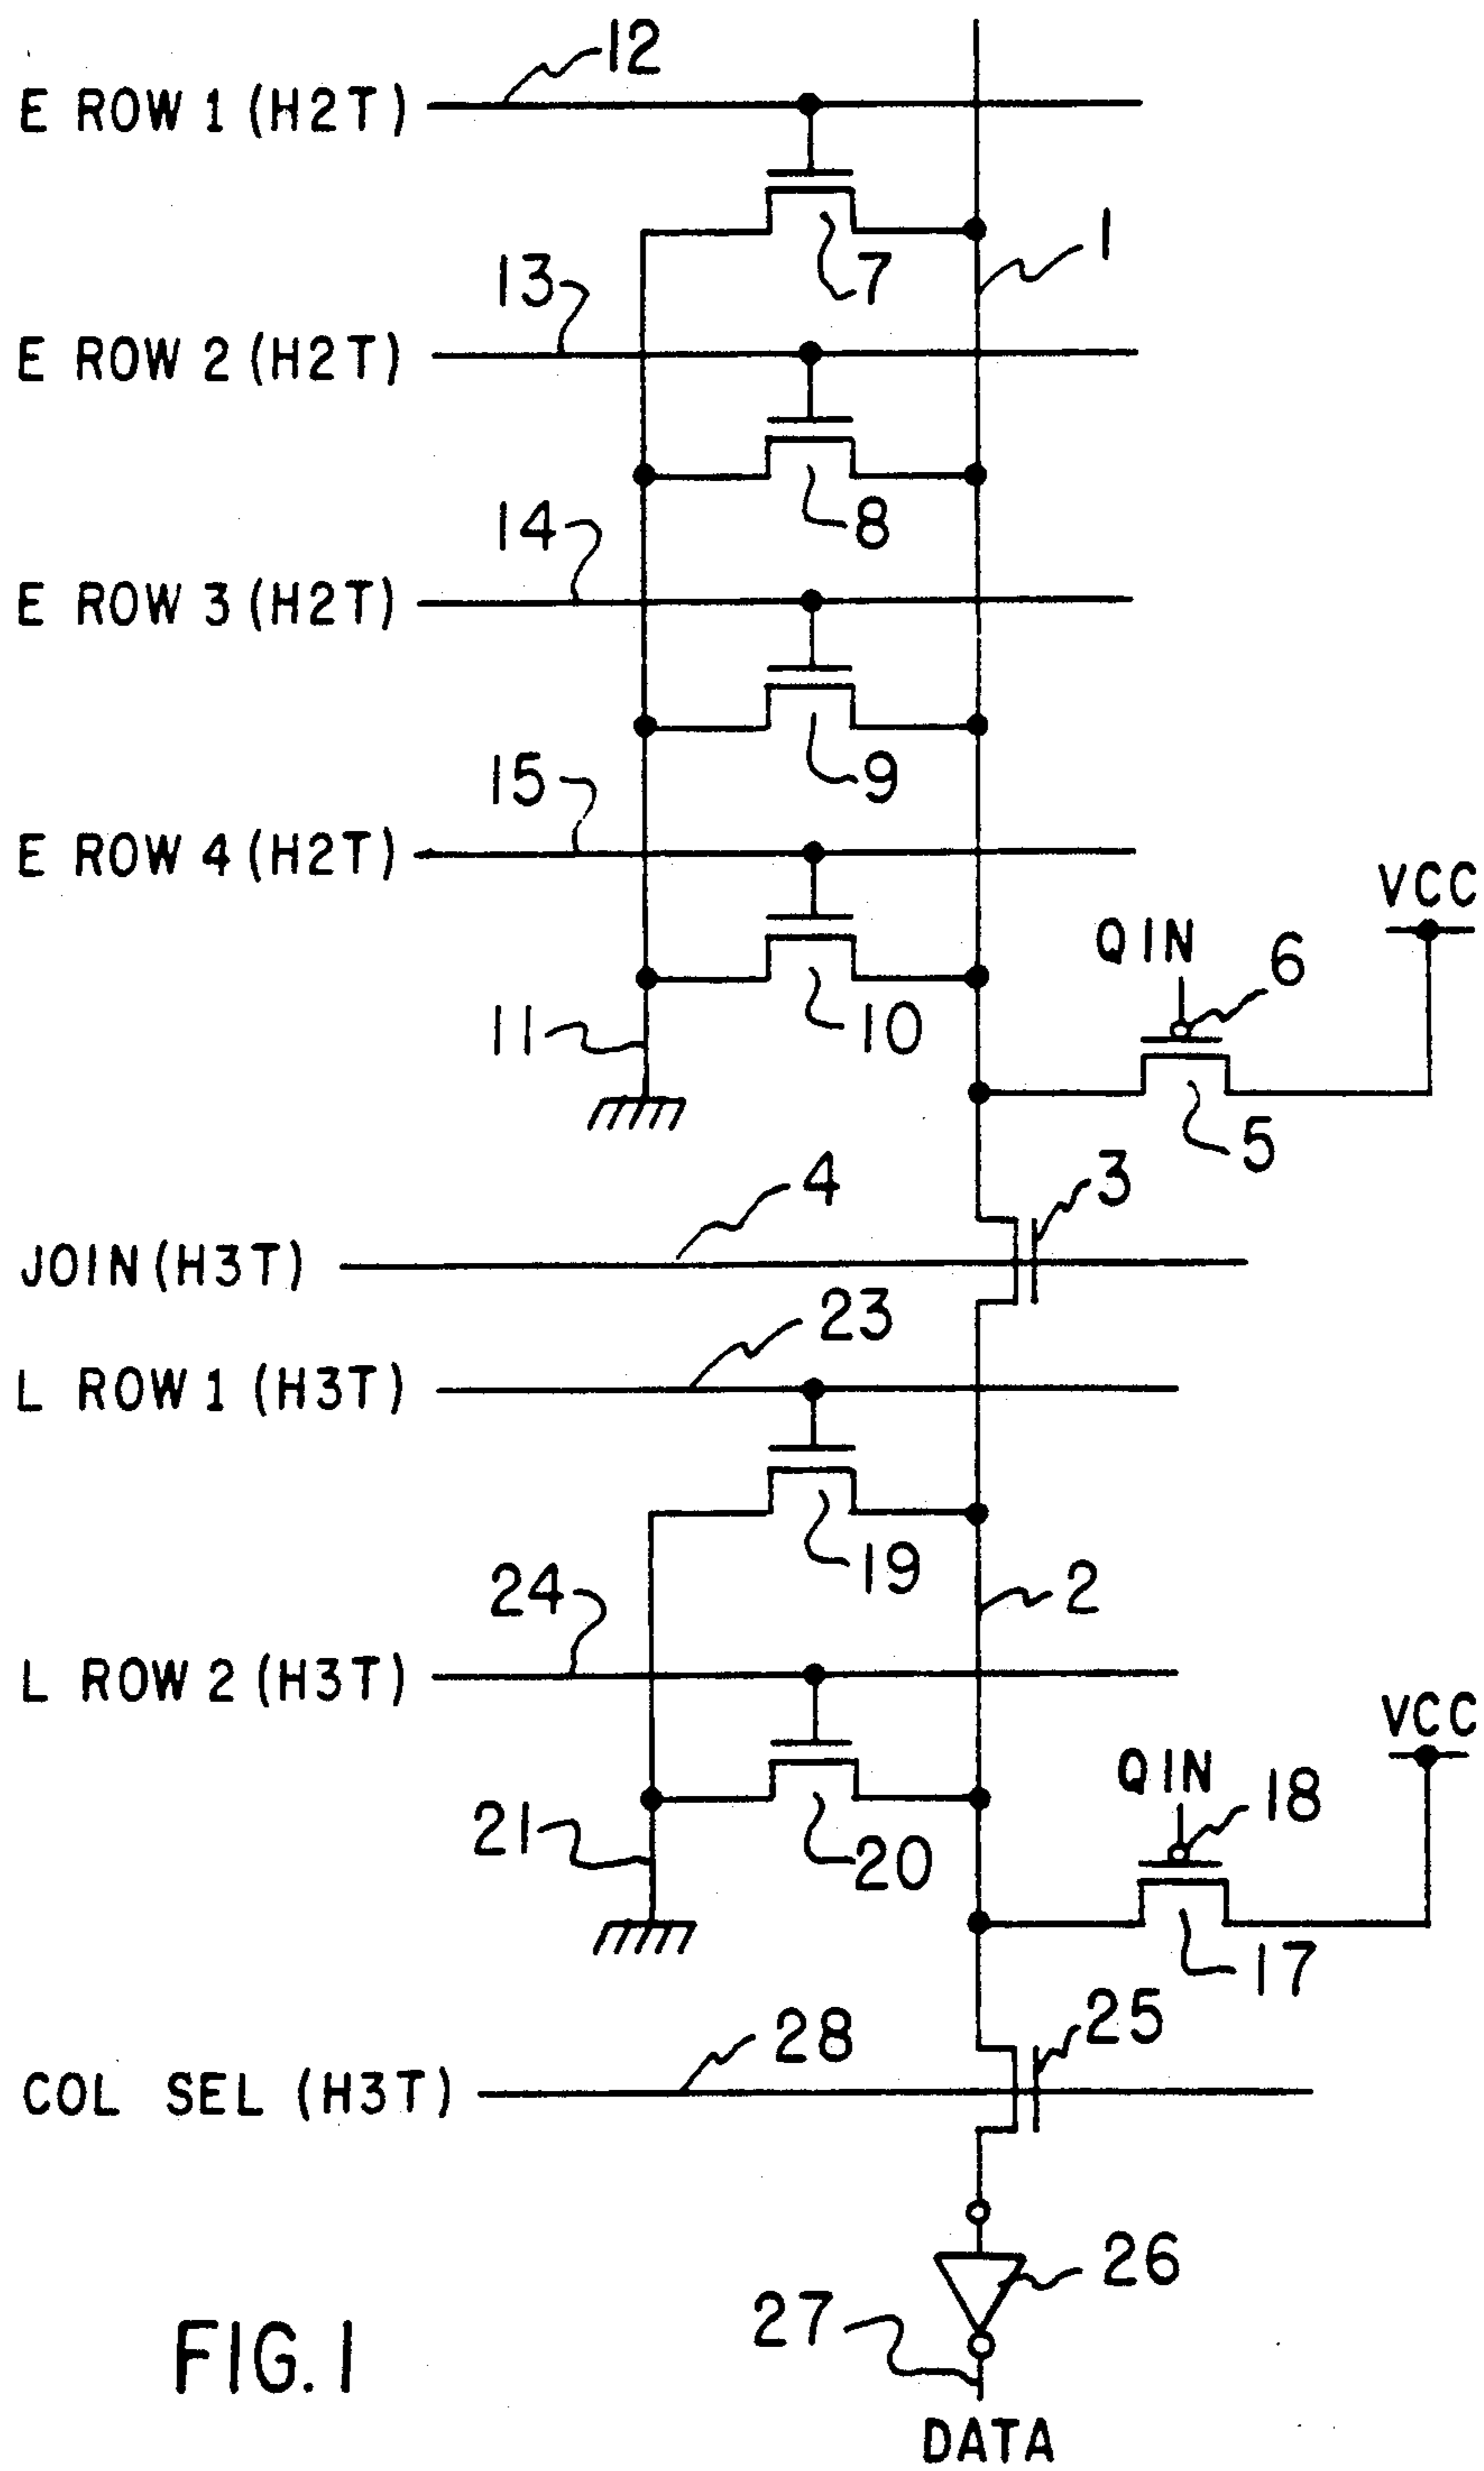 12
E ROW 1 (H2T)
7
1
13
E ROW 2 (H2T)
8
14
E ROW 3 (H2T)
9
15
E ROW 4 (H2T)
VCC
QIN
6
10
11
5
4
3
JOIN (H3T)
23
L ROW 1 (H3T)
19
2
24
L ROW 2 (H3T)
VCC
QIN
18
21
20
17
25
28
COL SEL (H3T)
26
27
FIG. 1
DATA